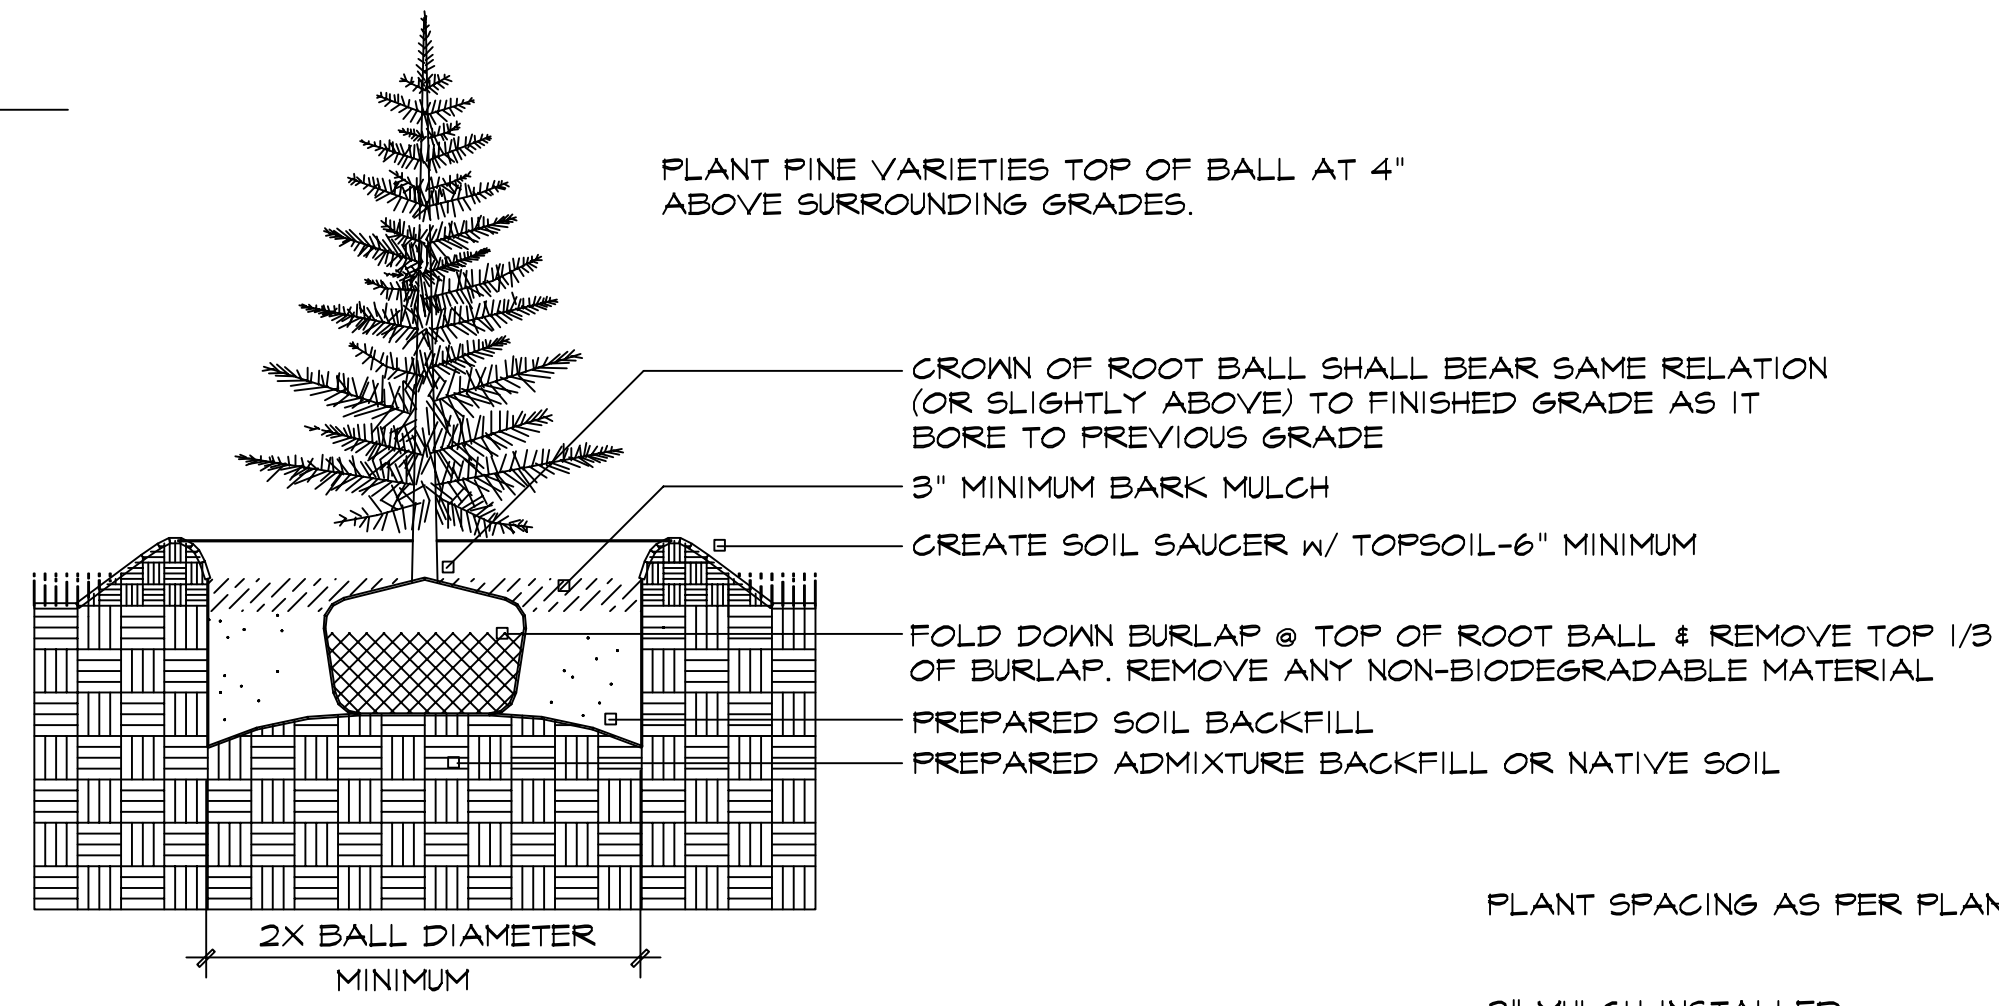 PLANT PINE VARIETIES TOP OF BALL AT 4"
ABOVE SURROUNDING GRADES.
CROWN OF ROOT BALL SHALL BEAR SAME RELATION
(OR SLIGHTLY ABOVE) TO FINISHED GRADE AS IT
BORE TO PREVIOUS GRADE
3" MINIMUM BARK MULCH
CREATE SOIL SAUCER W/ TOPSOIL-6" MINIMUM
FOLD DOWN BURLAP @ TOP OF ROOT BALL & REMOVE TOP 1/3
OF BURLAP. REMOVE ANY NON-BIODEGRADABLE MATERIAL
PREPARED SOIL BACKFILL
PREPARED ADMIXTURE BACKFILL OR NATIVE SOIL
PLANT SPACING AS PER PLAN
2X BALL DIAMETER
MINIMUM
MULCH INSTALLED